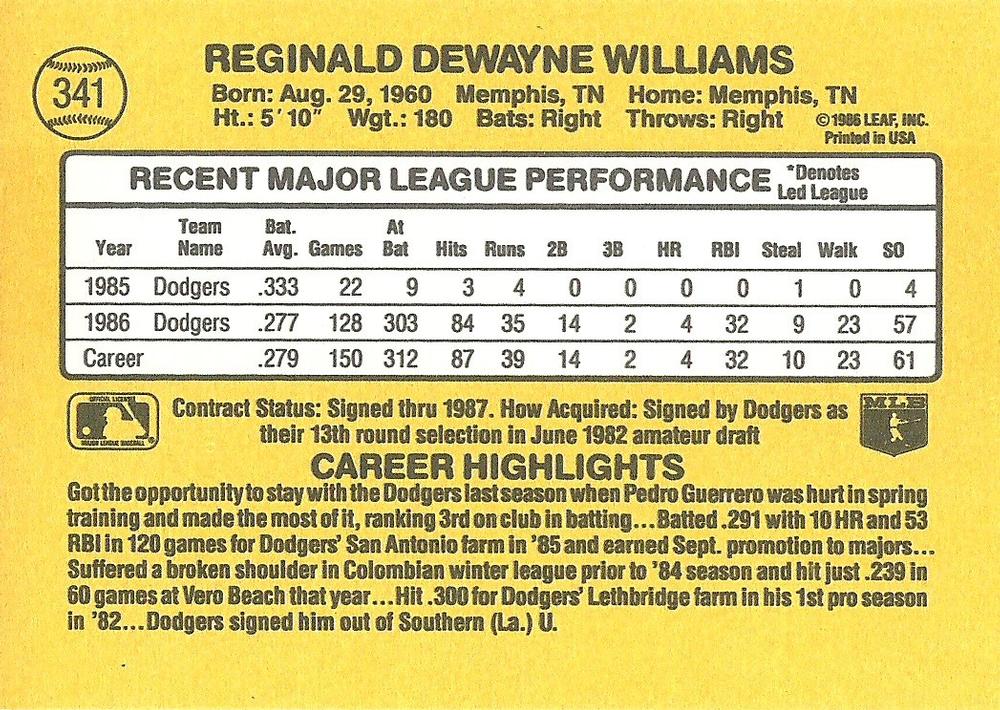 341
REGINALD DEWAYNE WILLIAMS
Born: Aug. 29, 1960 Memphis, TN Home: Memphis, TN
Ht.: 5' 10" Wgt.: 180 Bats: Right Throws: Right
©1986 LEAF, INC.
Printed in USA
RECENT MAJOR LEAGUE PERFORMANCE *Denotes Led League
Year Team Name Bat. Avg. Games At Bat Hits Runs 2B 3B HR RBI Steal Walk SO
1985 Dodgers .333 22 9 3 4 0 0 0 0 1 0 4
1986 Dodgers .277 128 303 84 35 14 2 4 32 9 23 57
Career .279 150 312 87 39 14 2 4 32 10 23 61
OFFICIAL LICENSEE
MAJOR LEAGUE BASEBALL
®
Contract Status: Signed thru 1987. How Acquired: Signed by Dodgers as
their 13th round selection in June 1982 amateur draft
MLB
CAREER HIGHLIGHTS
Got the opportunity to stay with the Dodgers last season when Pedro Guerrero was hurt in spring
training and made the most of it, ranking 3rd on club in batting...Batted .291 with 10 HR and 53
RBI in 120 games for Dodgers' San Antonio farm in '85 and earned Sept. promotion to majors...
Suffered a broken shoulder in Colombian winter league prior to '84 season and hit just .239 in
60 games at Vero Beach that year...Hit .300 for Dodgers' Lethbridge farm in his 1st pro season
in '82...Dodgers signed him out of Southern (La.) U.